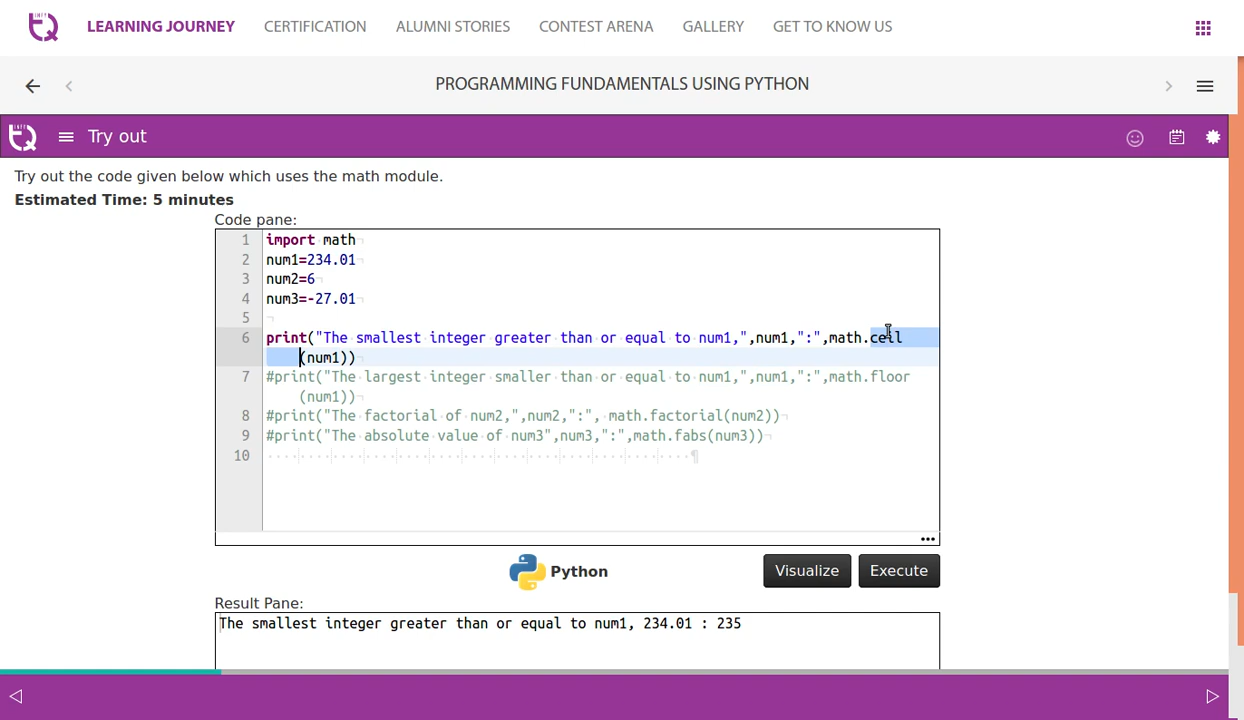 LEARNING JOURNEY CERTIFICATION ALUMNI STORIES CONTEST ARENA GALLERY GET TO KNOW US
PROGRAMMING FUNDAMENTALS USING PYTHON
Try out
Try out the code given below which uses the math module.
Estimated Time: 5 minutes
Code pane:
1 import math
2 num1=234.01
3 num2=6
4 num3=-27.01
5
6 print("The smallest integer greater than or equal to num1,",num1,":",math.ceil
(num1))
7 #print("The largest integer smaller than or equal to num1,",num1,":",math.floor
(num1))
8 #print("The factorial of num2,",num2,":", math.factorial(num2))
9 #print("The absolute value of num3",num3,":",math.fabs(num3))
10
Python
Visualize Execute
Result Pane:
The smallest integer greater than or equal to num1, 234.01 : 235